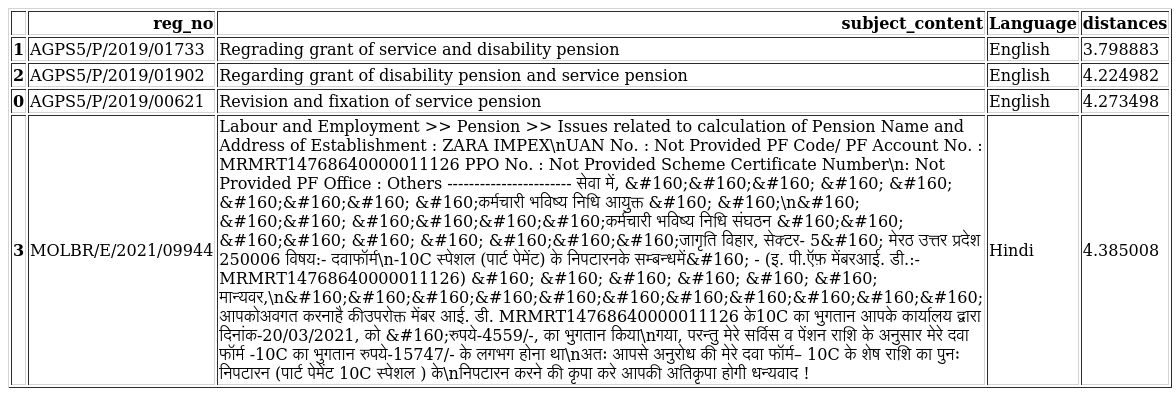 reg_no subject_content Language distances
1 AGPS5/P/2019/01733 Regrading grant of service and disability pension English 3.798883
2 AGPS5/P/2019/01902 Regarding grant of disability pension and service pension English 4.224982
0 AGPS5/P/2019/00621 Revision and fixation of service pension English 4.273498
Labour and Employment >> Pension >> Issues related to calculation of Pension Name and
Address of Establishment : ZARA IMPEX\nUAN No. : Not Provided PF Code/ PF Account No. :
MRMRT14768640000011126 PPO No. : Not Provided Scheme Certificate Number\n: Not
Provided PF Office : Others ----------------------- सेवा में, &#160;&#160;&#160; &#160; &#160;
&#160;&#160;&#160; &#160;कर्मचारी भविष्य निधि आयुक्त &#160; &#160;\n&#160;
&#160;&#160; &#160;&#160;&#160;&#160;कर्मचारी भविष्य निधि संघठन &#160;&#160;
&#160;&#160; &#160; &#160; &#160;&#160;&#160;जागृति विहार, सेक्टर- 5&#160; मेरठ उत्तर प्रदेश
3 MOLBR/E/2021/09944 250006 विषय:- दवाफॉर्म\n-10C स्पेशल (पार्ट पेमेंट) के निपटारनके सम्बन्धमें&#160; - (इ. पी.ऍफ़ मेंबरआई. डी.:- Hindi 4.385008
MRMRT14768640000011126) &#160; &#160; &#160; &#160; &#160; &#160;
मान्यवर,\n&#160;&#160;&#160;&#160;&#160;&#160;&#160;&#160;&#160;&#160;&#160;
आपकोअवगत करनाहै कीउपरोक्त मेंबर आई. डी. MRMRT14768640000011126 के10C का भुगतान आपके कार्यालय द्वारा
दिनांक-20/03/2021, को &#160;रुपये-4559/-, का भुगतान किया\nगया, परन्तु मेरे सर्विस व पेंशन राशि के अनुसार मेरे दवा
फॉर्म -10C का भुगतान रुपये-15747/- के लगभग होना था\nअतः आपसे अनुरोध की मेरे दवा फॉर्म– 10C के शेष राशि का पुनः
निपटारन (पार्ट पेमेंट 10C स्पेशल ) के\nनिपटारन करने की कृपा करे आपकी अतिकृपा होगी धन्यवाद !